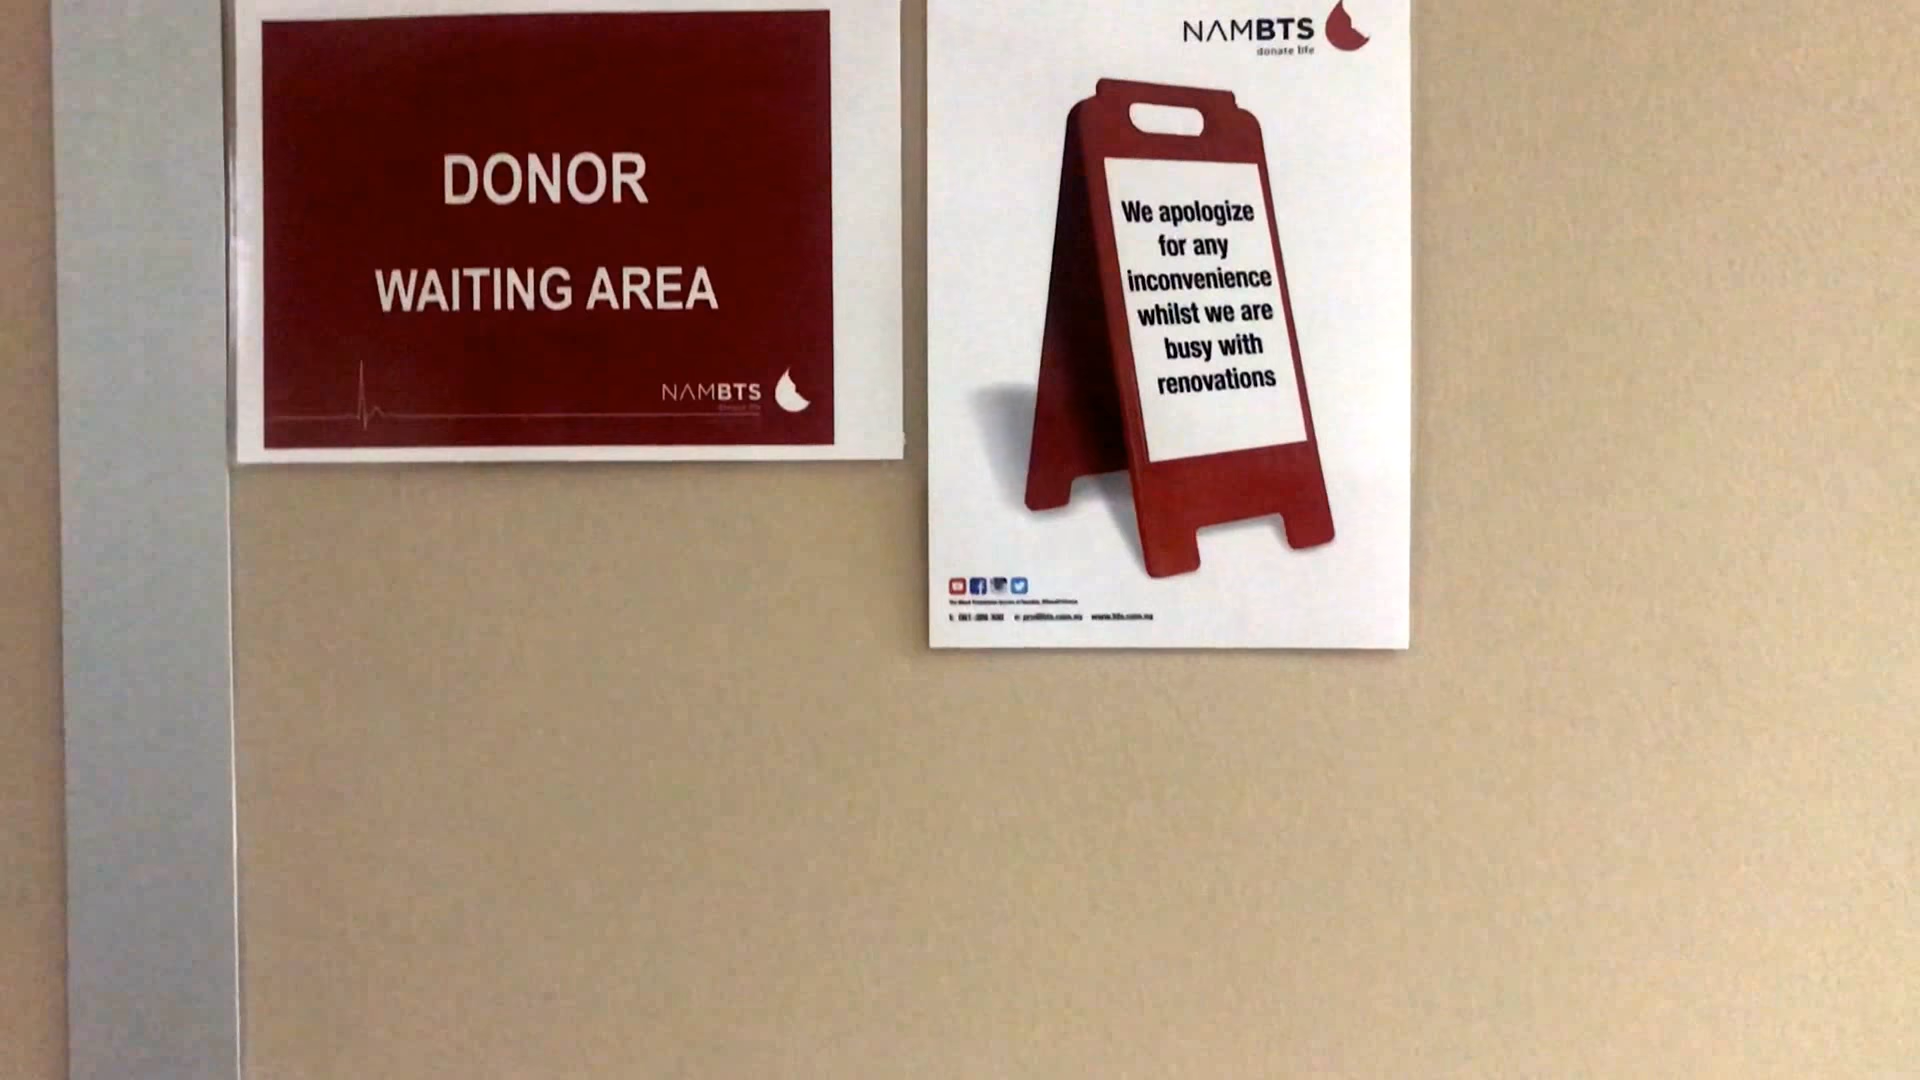 DONOR
WAITING AREA
NAMBTS
NAMBTS
donate life
We apologize
for any
inconvenience
whilst we are
busy with
renovations